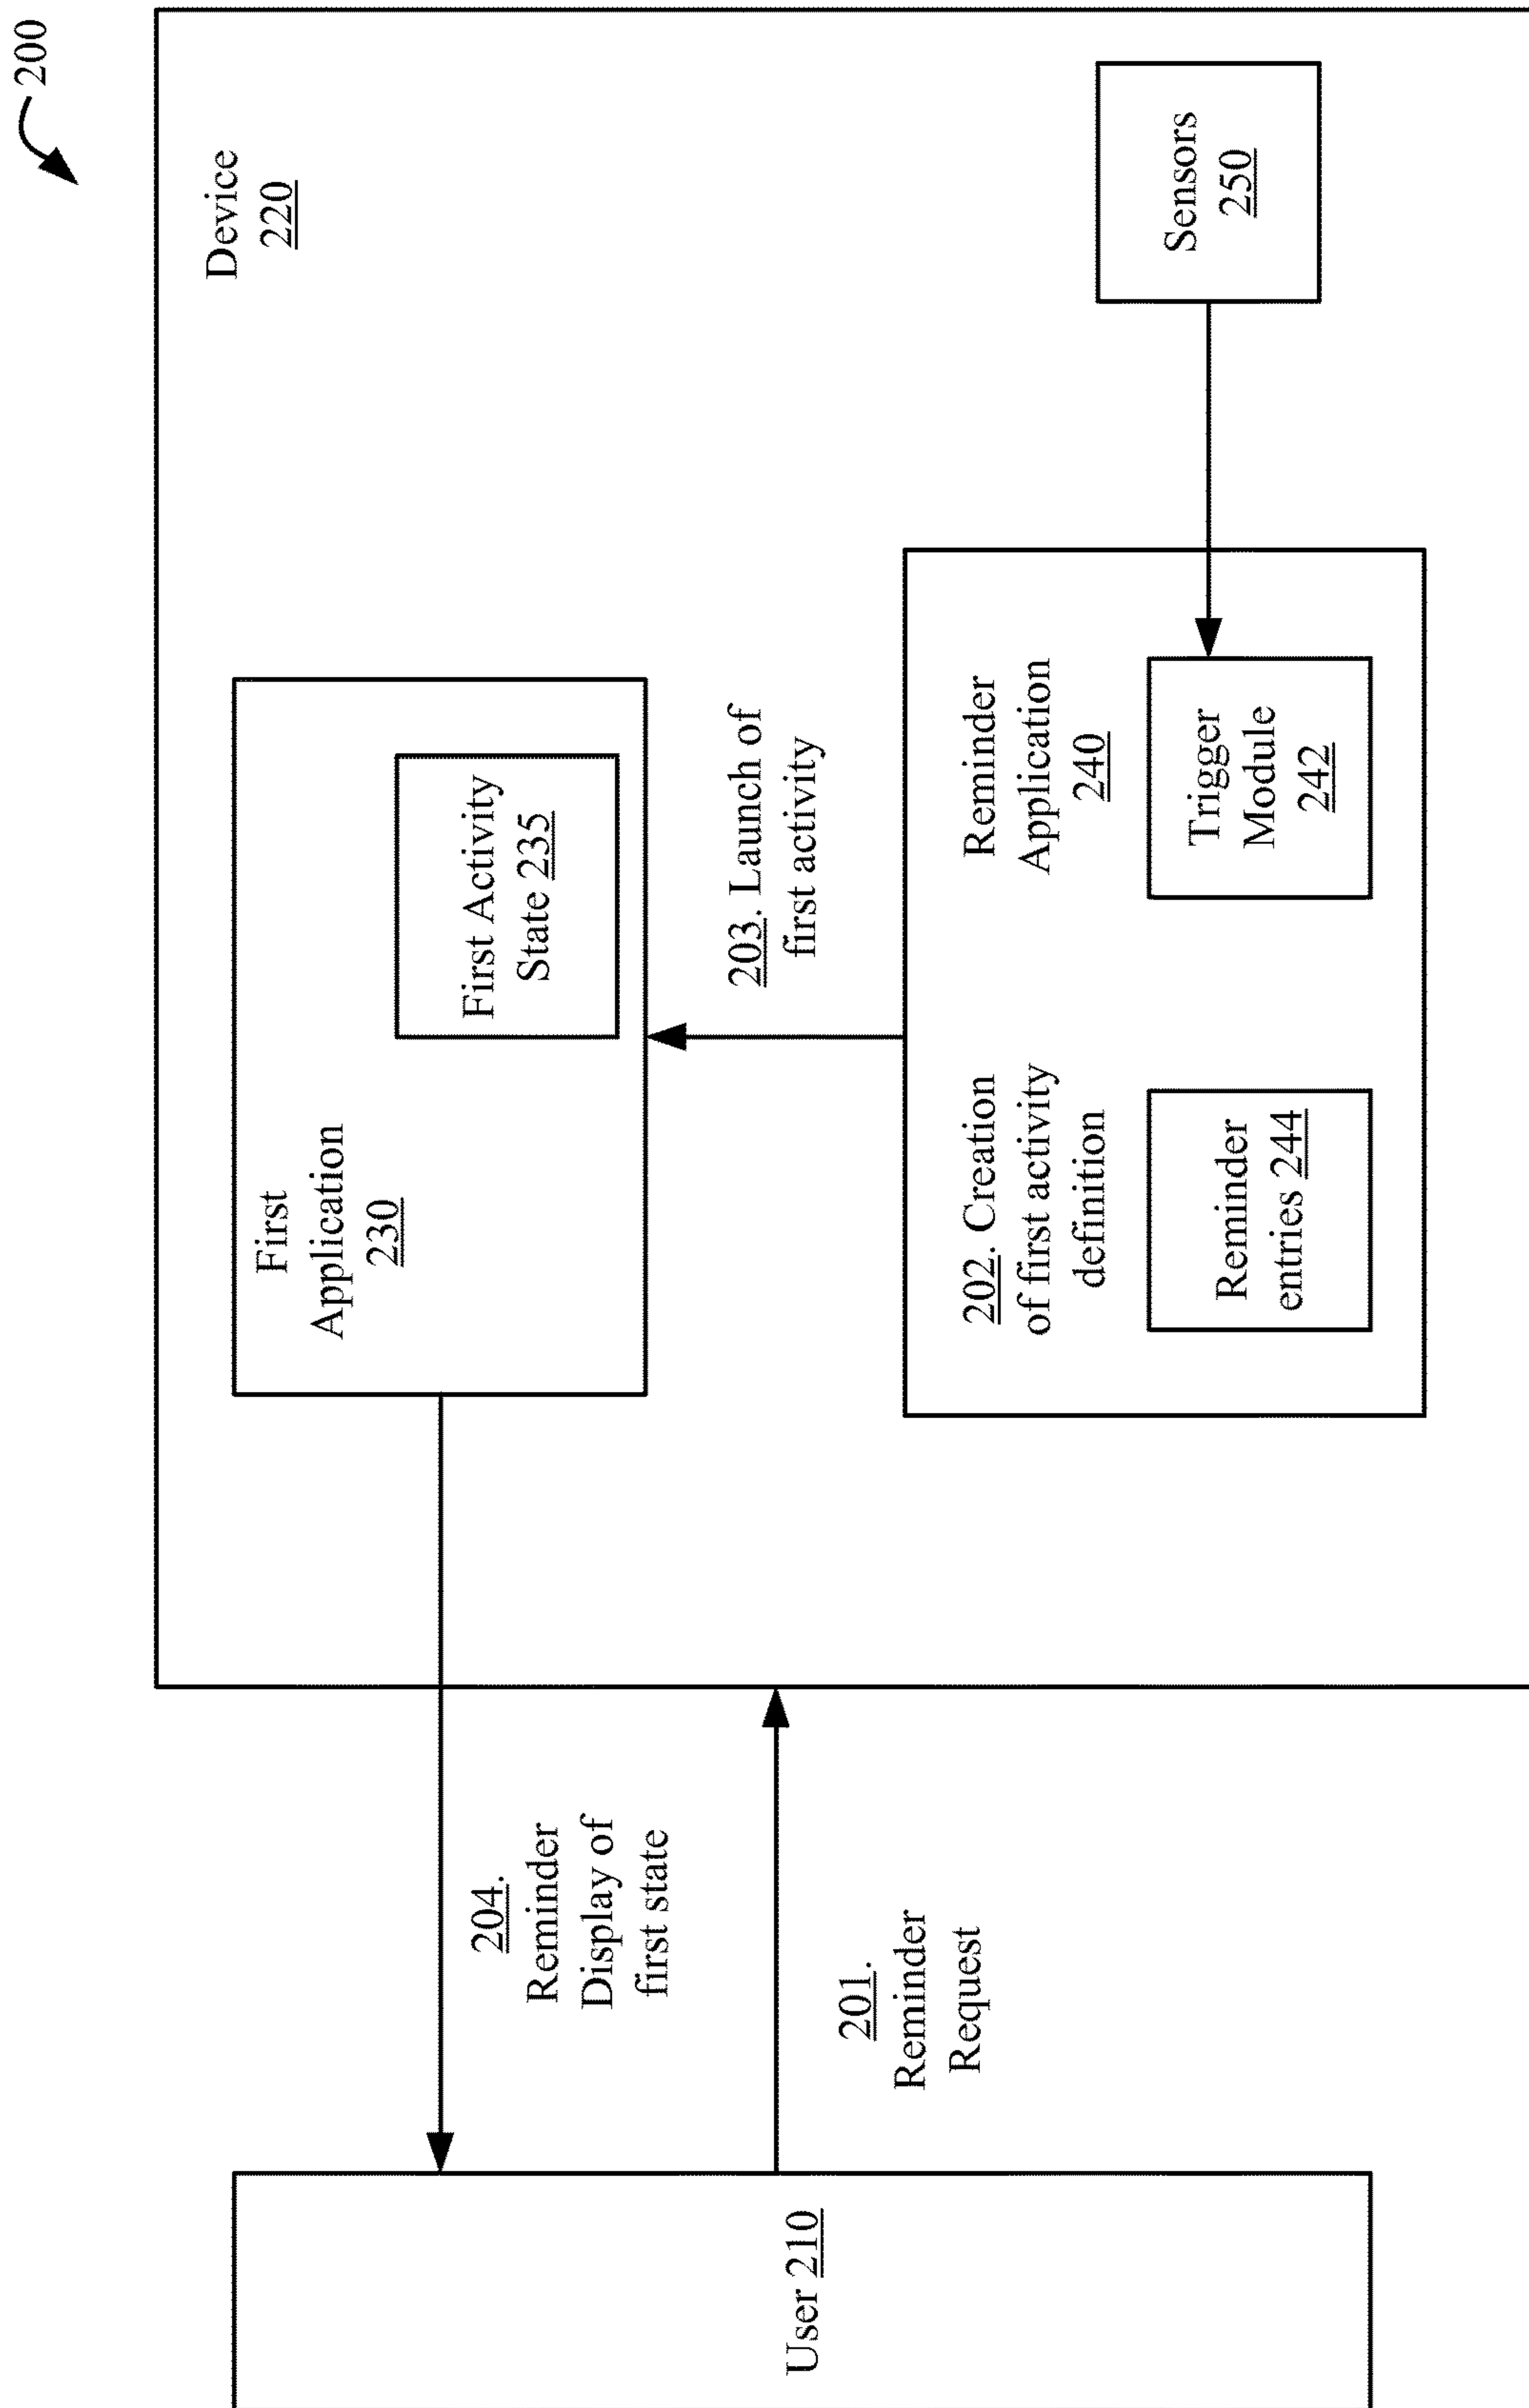 200
Device
220
User 210
204.
Reminder
Display of
first state
201.
Reminder
Request
First
Application
230
First Activity
State 235
203. Launch of
first activity
202. Creation
of first activity
definition
Reminder
entries 244
Reminder
Application
240
Trigger
Module
242
Sensors
250